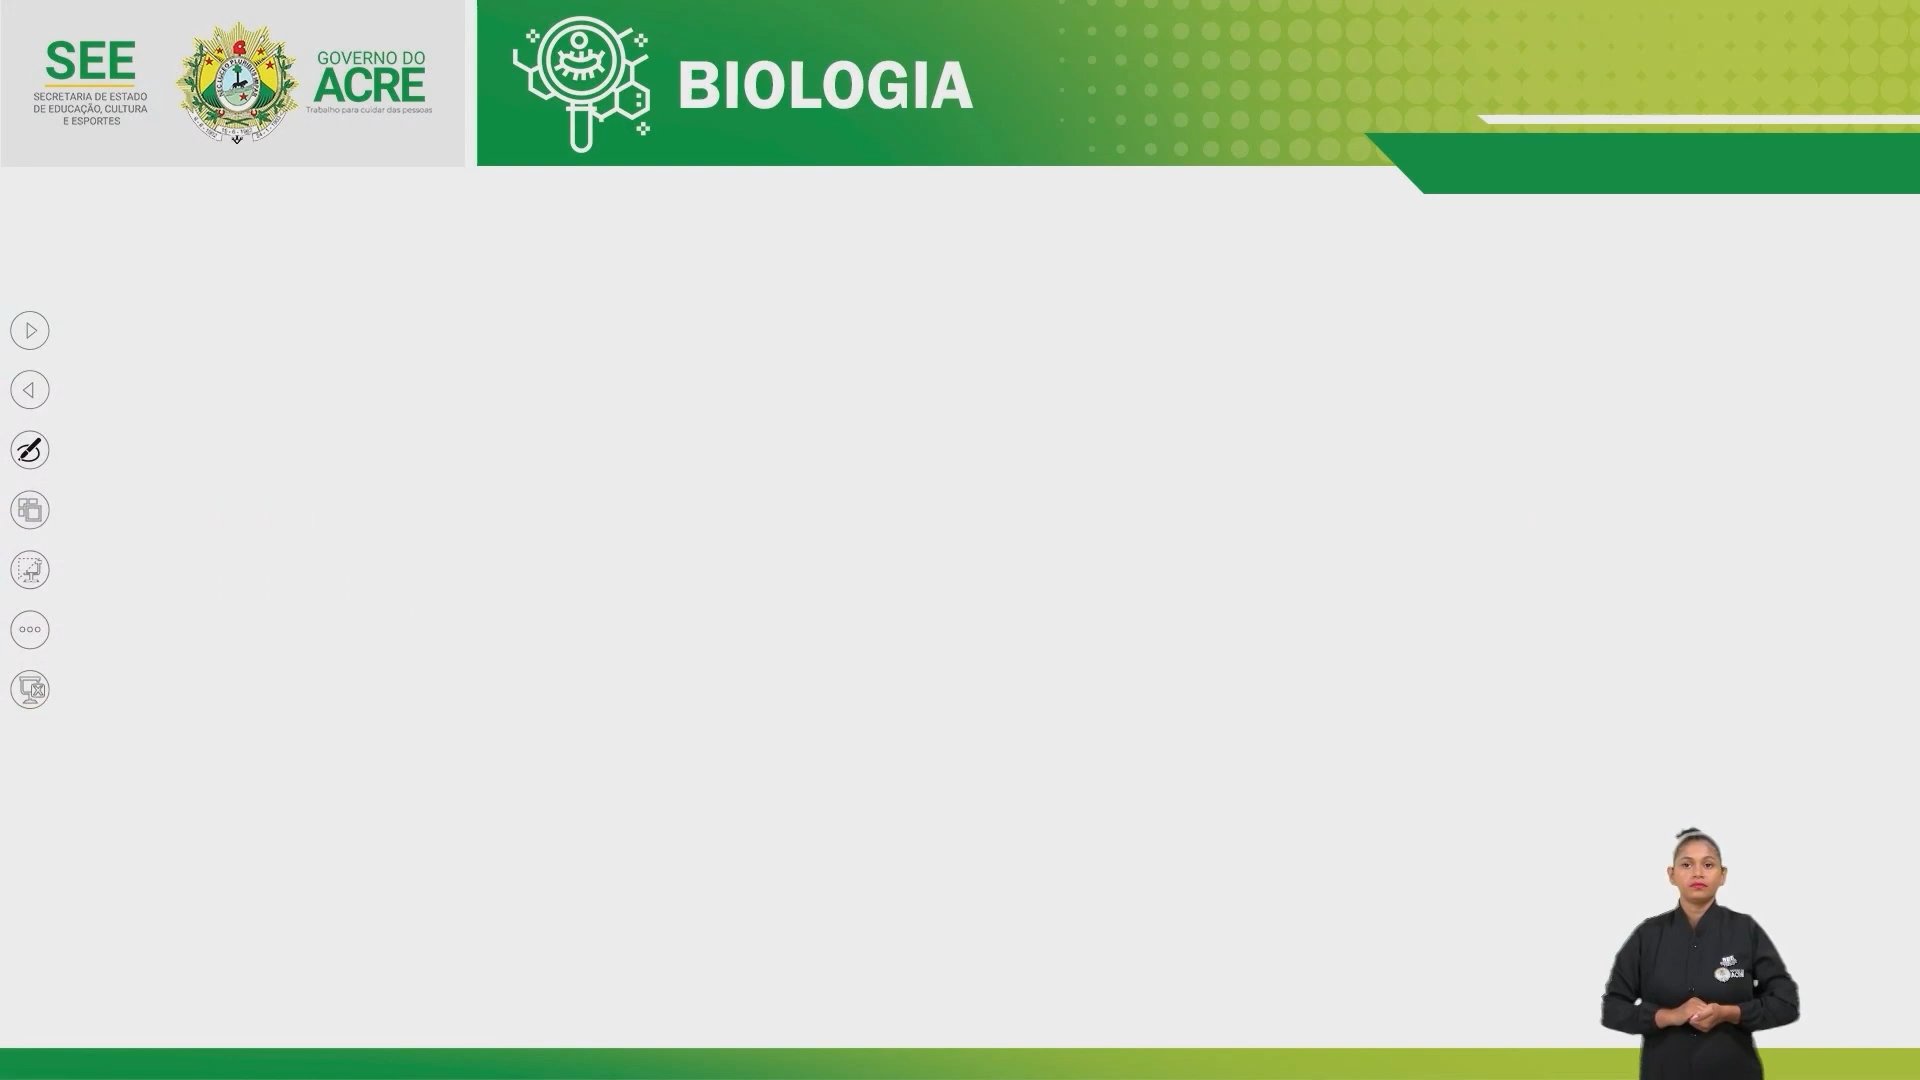 SEE
SECRETARIA DE ESTADO
DE EDUCAÇÃO, CULTURA
E ESPORTES
GOVERNO DO
ACRE
Trabalho para cuidar das pessoas
BIOLOGIA